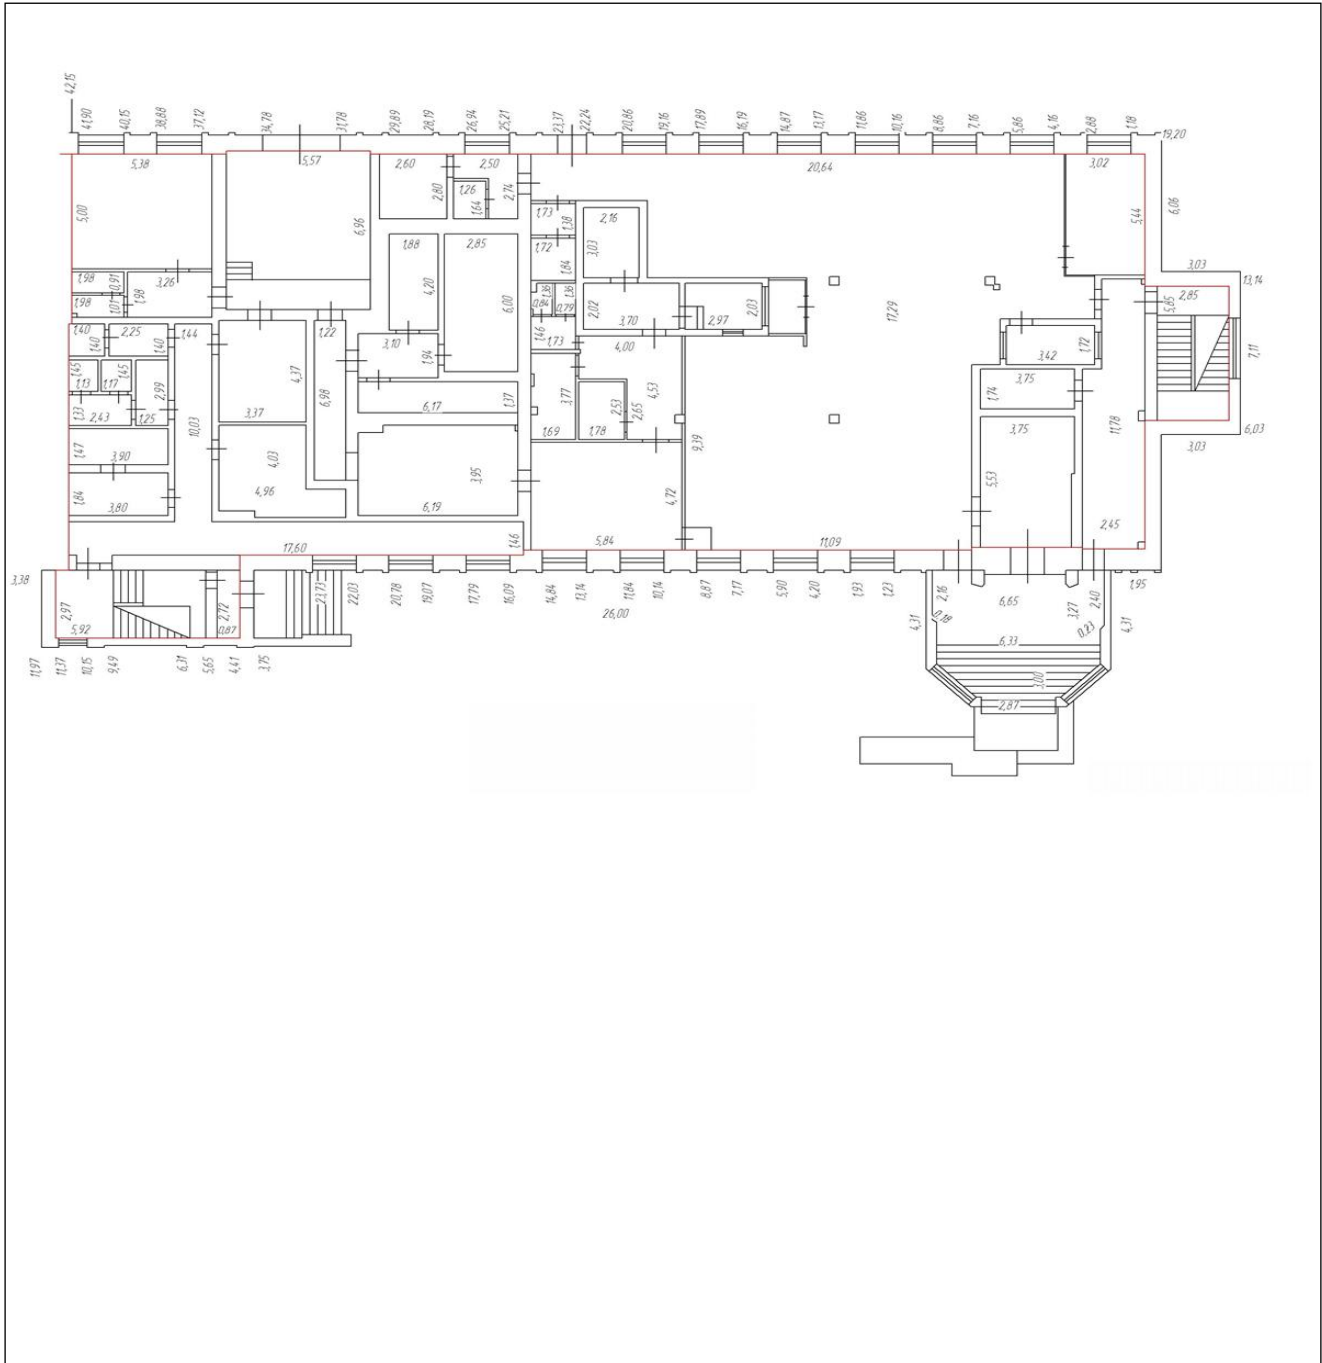 42,15
41,90 40,15 38,88 37,12 34,78 31,78 29,89 28,19 26,94 25,21 23,37 22,24 20,86 19,16 17,89 16,19 14,87 13,17 11,86 10,16 8,86 7,16 5,86 4,16 2,88 1,18 19,20
5,38 5,57 2,60 2,50 20,64 3,02
5,00 6,96 2,80 1,26 1,64 2,74 1,73 1,38 2,16 5,44 6,06
1,88 2,85 1,72 3,03
1,98 0,91 3,26 4,20 6,00 1,84 3,03 13,14
1,98 1,01 1,98 0,84 1,36 0,79 1,36 2,02 3,70 2,97 2,03 17,29 5,85 2,85
1,40 1,40 2,25 1,40 1,44 1,22 3,10 1,94 1,46 1,73 4,00 3,42 1,72 7,11
1,45 1,13 1,17 1,45 2,99 4,37 3,37 6,98 6,17 1,37 3,77 4,53 1,74 3,75
1,33 2,43 1,25 10,03 1,69 1,78 2,53 2,65 9,39 3,75 11,78 6,03
1,47 3,90 4,03 3,95 3,03
1,84 3,80 4,96 6,19 4,72 5,53
17,60 1,46 5,84 11,09 2,45
3,38 23,73 22,03 20,78 19,07 17,79 16,09 14,84 13,14 11,84 10,14 8,87 7,17 5,90 4,20 1,93 1,23 2,16 2,40 1,95
2,97 2,72 26,00 4,31 0,18 6,65 3,27 4,31
5,92 0,87 6,33 0,23
11,97 11,37 10,15 9,49 6,31 5,65 4,41 3,75 3,00
2,87